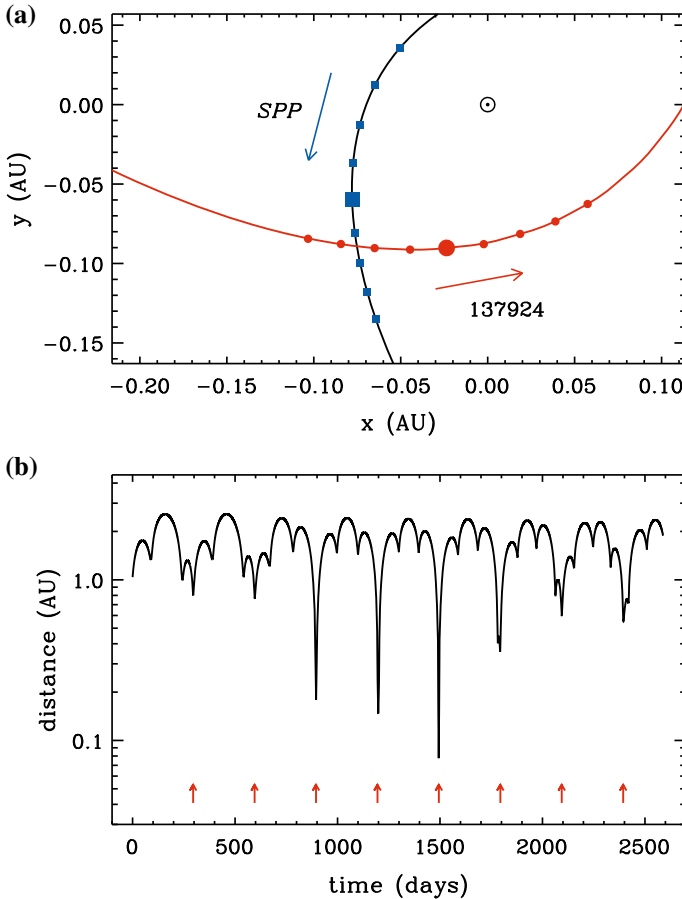 (a)
0.05
0.00
−0.05
−0.10
−0.15
y (AU)
SPP
137924
−0.20 −0.15 −0.10 −0.05 0.00 0.05 0.10
x (AU)
(b)
1.0
0.1
distance (AU)
0 500 1000 1500 2000 2500
time (days)